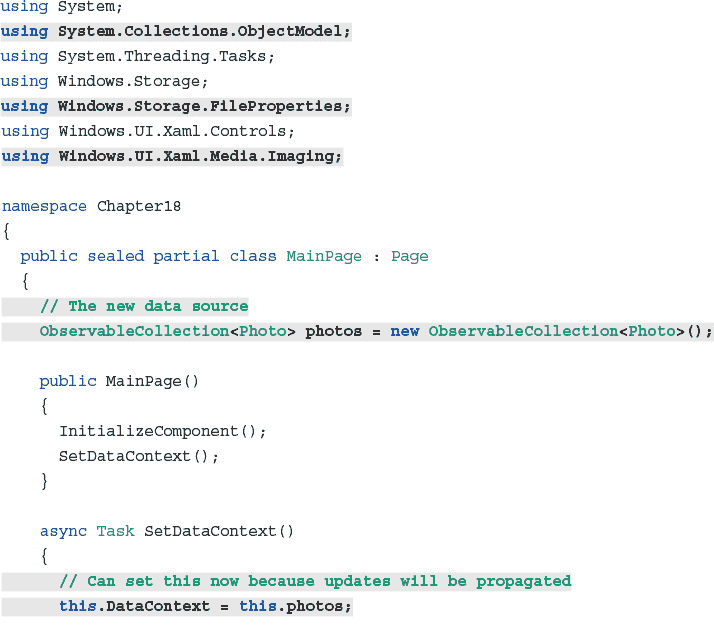 using System;
using System.Collections.ObjectModel;
using System.Threading.Tasks;
using Windows.Storage;
using Windows.Storage.FileProperties;
using Windows.UI.Xaml.Controls;
using Windows.UI.Xaml.Media.Imaging;

namespace Chapter18
{
  public sealed partial class MainPage : Page
  {
    // The new data source
    ObservableCollection<Photo> photos = new ObservableCollection<Photo>();

    public MainPage()
    {
      InitializeComponent();
      SetDataContext();
    }

    async Task SetDataContext()
    {
      // Can set this now because updates will be propagated
      this.DataContext = this.photos;